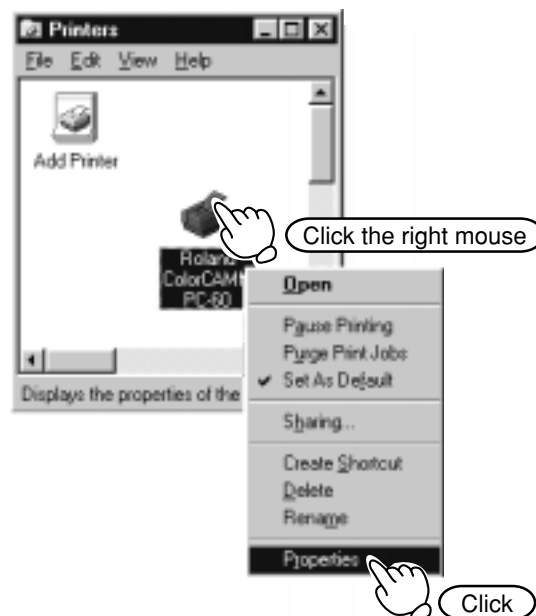 Printers
File Edit View Help
Add Printer
Click the right mouse
Roland
ColorCAMM
PC-60
Open
Pause Printing
Purge Print Jobs
Set As Default
Sharing...
Create Shortcut
Delete
Rename
Properties
Displays the properties of the
Click